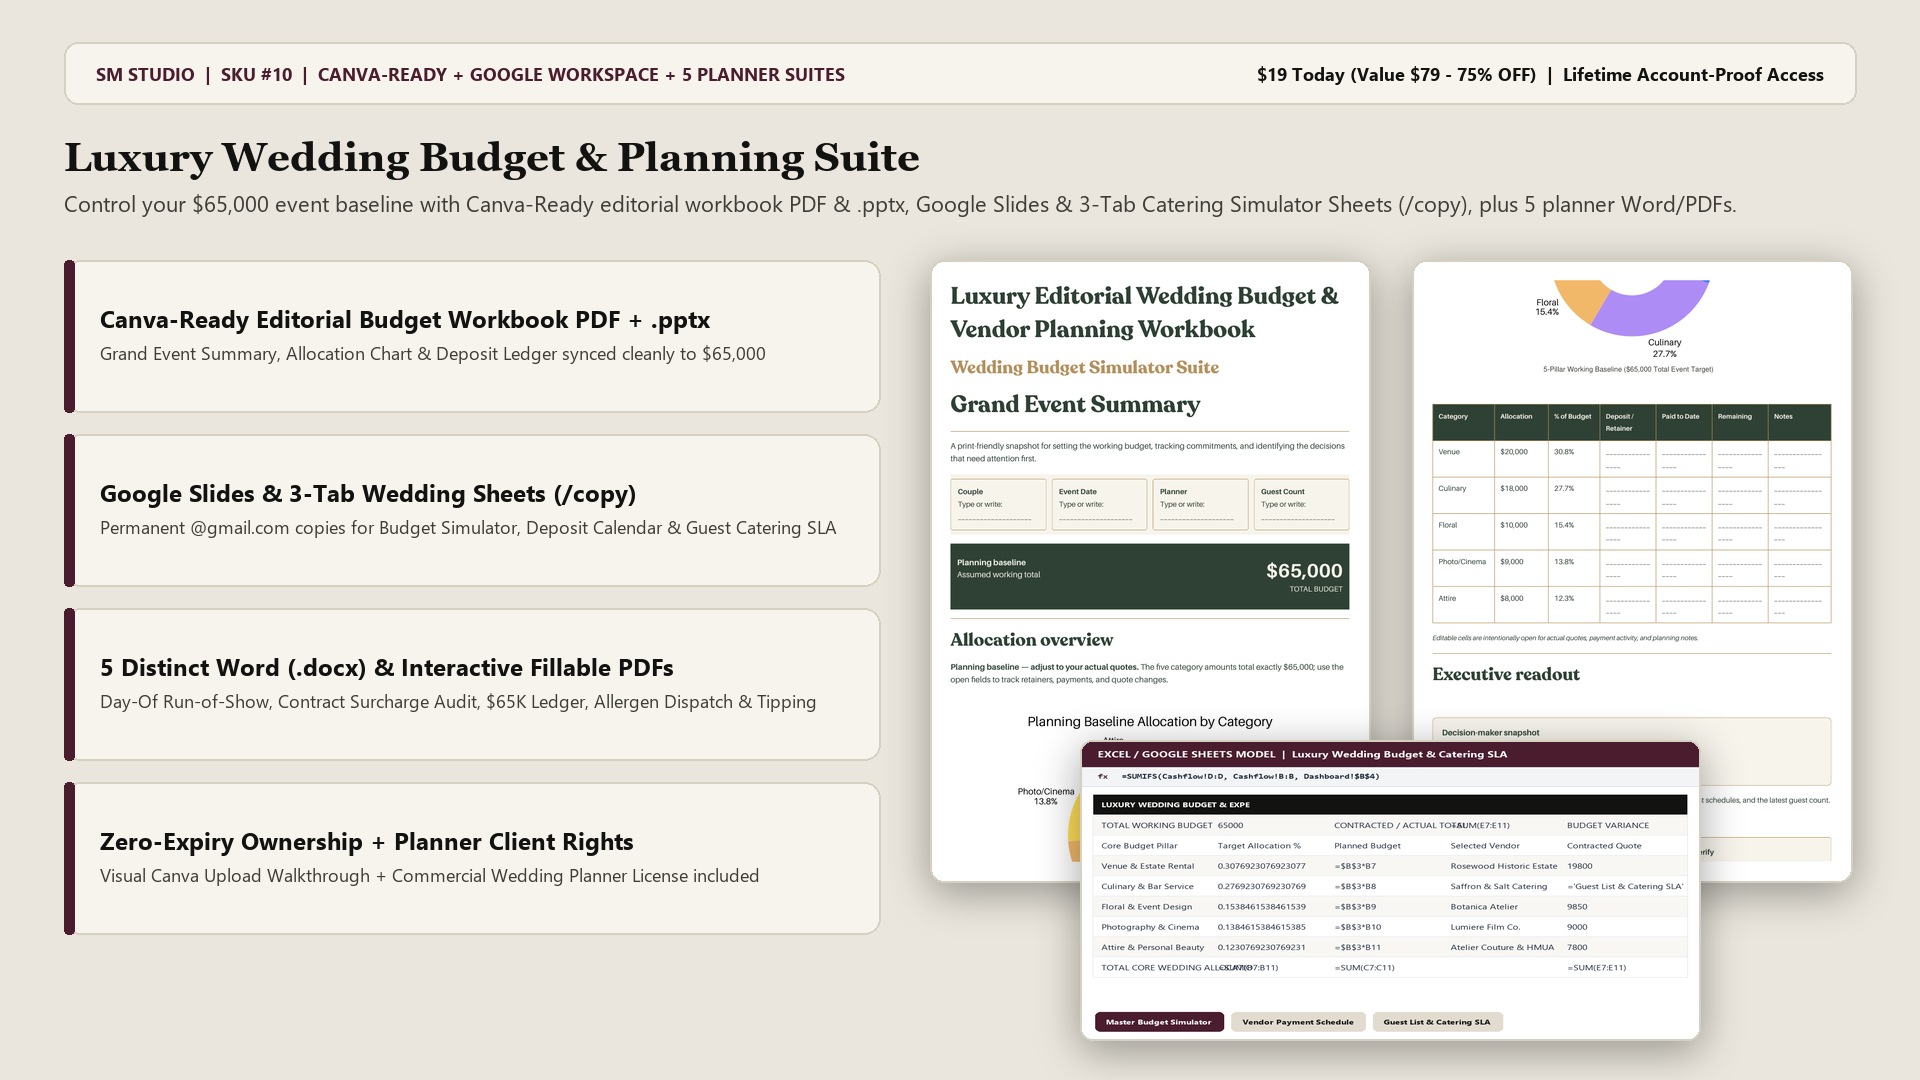 SM STUDIO | SKU #10 | CANVA-READY + GOOGLE WORKSPACE + 5 PLANNER SUITES
$19 Today (Value $79 - 75% OFF) | Lifetime Account-Proof Access
Luxury Wedding Budget & Planning Suite
Control your $65,000 event baseline with Canva-Ready editorial workbook PDF & .pptx, Google Slides & 3-Tab Catering Simulator Sheets (/copy), plus 5 planner Word/PDFs.
Canva-Ready Editorial Budget Workbook PDF + .pptx
Grand Event Summary, Allocation Chart & Deposit Ledger synced cleanly to $65,000
Google Slides & 3-Tab Wedding Sheets (/copy)
Permanent @gmail.com copies for Budget Simulator, Deposit Calendar & Guest Catering SLA
5 Distinct Word (.docx) & Interactive Fillable PDFs
Day-Of Run-of-Show, Contract Surcharge Audit, $65K Ledger, Allergen Dispatch & Tipping
Zero-Expiry Ownership + Planner Client Rights
Visual Canva Upload Walkthrough + Commercial Wedding Planner License included
Luxury Editorial Wedding Budget &
Vendor Planning Workbook
Wedding Budget Simulator Suite
Grand Event Summary
A print-friendly snapshot for setting the working budget, tracking commitments, and identifying the decisions
that need attention first.
Couple Event Date Planner Guest Count
Type or write: Type or write: Type or write: Type or write:
Planning baseline
Assumed working total
$65,000
TOTAL BUDGET
Allocation overview
Planning baseline — adjust to your actual quotes. The five category amounts total exactly $65,000; use the
open fields to track retainers, payments, and quote changes.
Planning Baseline Allocation by Category
Photo/Cinema
13.8%
Floral
15.4%
Culinary
27.7%
5-Pillar Working Baseline ($65,000 Total Event Target)
Category Allocation % of Budget Deposit / Paid to Date Remaining Notes
Retainer
Venue $20,000 30.8%
Culinary $18,000 27.7%
Floral $10,000 15.4%
Photo/Cinema $9,000 13.8%
Attire $8,000 12.3%
Editable cells are intentionally open for actual quotes, payment activity, and planning notes.
Executive readout
Decision-maker snapshot
t schedules, and the latest guest count.
erify
EXCEL / GOOGLE SHEETS MODEL | Luxury Wedding Budget & Catering SLA
fx =SUMIFS(Cashflow!D:D, Cashflow!B:B, Dashboard!$B$4)
LUXURY WEDDING BUDGET & EXPE
TOTAL WORKING BUDGET 65000 CONTRACTED / ACTUAL TOTAL =SUM(E7:E11) BUDGET VARIANCE
Core Budget Pillar Target Allocation % Planned Budget Selected Vendor Contracted Quote
Venue & Estate Rental 0.3076923076923077 =$B$3*B7 Rosewood Historic Estate 19800
Culinary & Bar Service 0.2769230769230769 =$B$3*B8 Saffron & Salt Catering ='Guest List & Catering SLA'
Floral & Event Design 0.1538461538461539 =$B$3*B9 Botanica Atelier 9850
Photography & Cinema 0.1384615384615385 =$B$3*B10 Lumiere Film Co. 9000
Attire & Personal Beauty 0.1230769230769231 =$B$3*B11 Atelier Couture & HMUA 7800
TOTAL CORE WEDDING =SUM(C7:C11) =SUM(E7:E11)
Master Budget Simulator Vendor Payment Schedule Guest List & Catering SLA